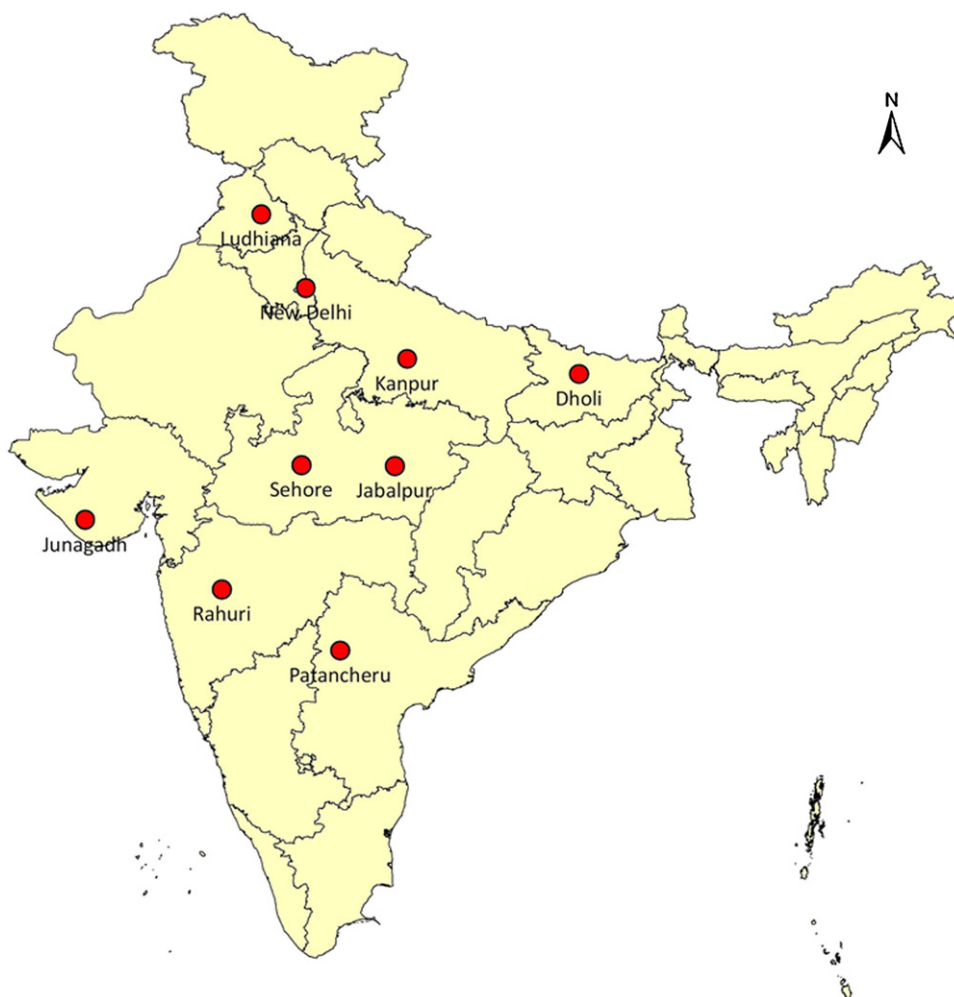 N
Ludhiana
New Delhi
Kanpur
Dholi
Sehore
Jabalpur
Junagadh
Rahuri
Patancheru